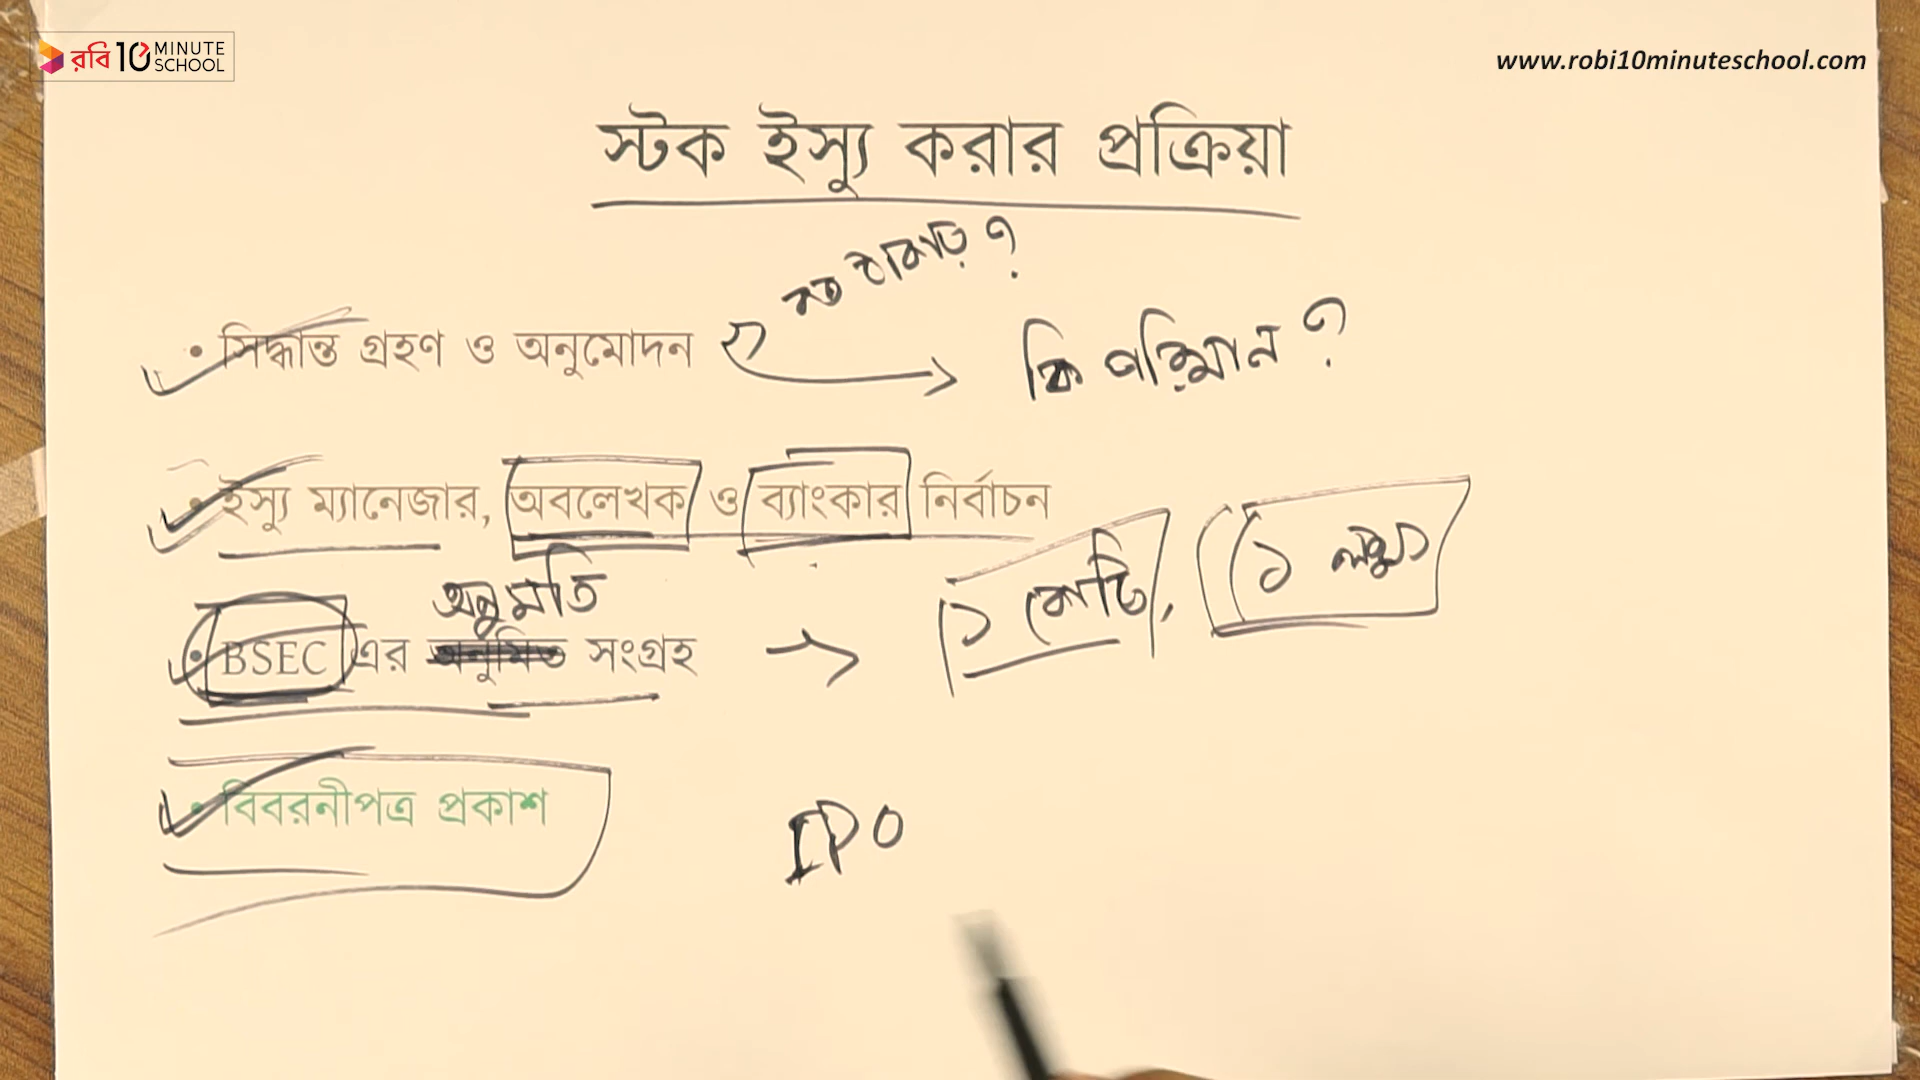 রবি 10 MINUTE SCHOOL
www.robi10minuteschool.com
স্টক ইস্যু করার প্রক্রিয়া
কত টাকার ?
• সিদ্ধান্ত গ্রহণ ও অনুমোদন
কি পরিমান ?
• ইস্যু ম্যানেজার, অবলেখক ও ব্যাংকার নির্বাচন
১ কোটি, ১ লক্ষ
অনুমতি
• BSEC এর অনুমিত সংগ্রহ
• বিবরনীপত্র প্রকাশ
IPO